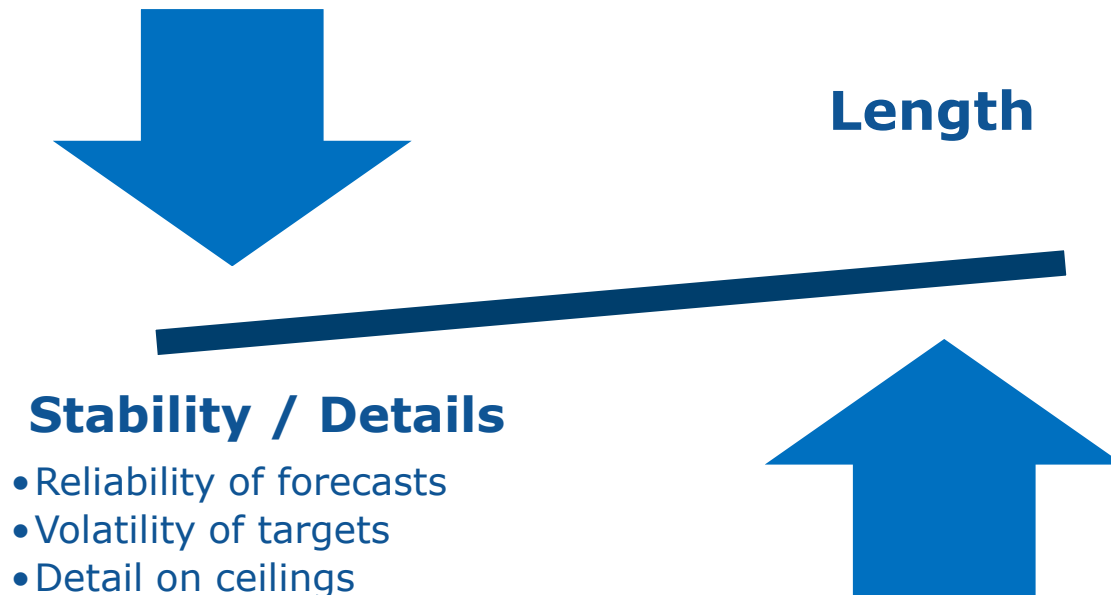 Length
Stability / Details
•Reliability of forecasts
•Volatility of targets
•Detail on ceilings